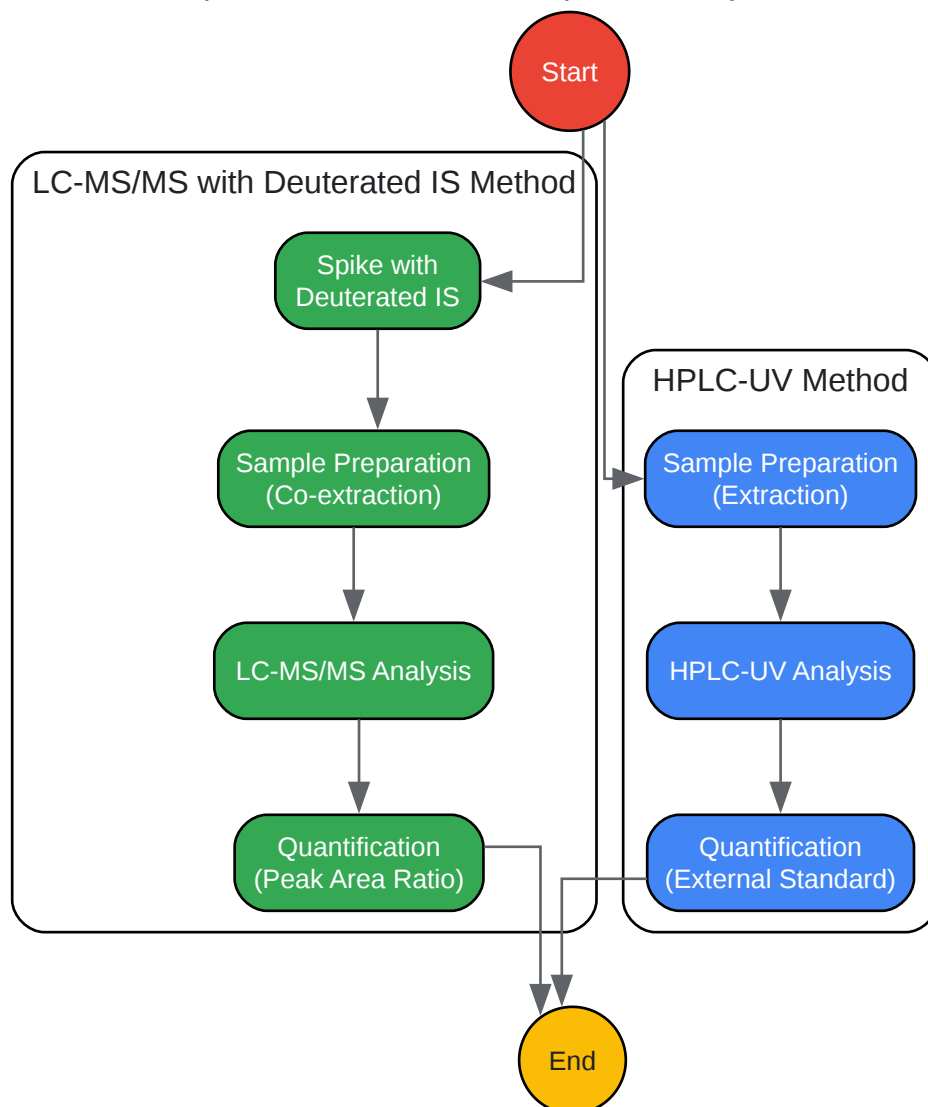 Start
LC-MS/MS with Deuterated IS Method
Spike with
Deuterated IS
Sample Preparation
(Co-extraction)
LC-MS/MS Analysis
Quantification
(Peak Area Ratio)
HPLC-UV Method
Sample Preparation
(Extraction)
HPLC-UV Analysis
Quantification
(External Standard)
End